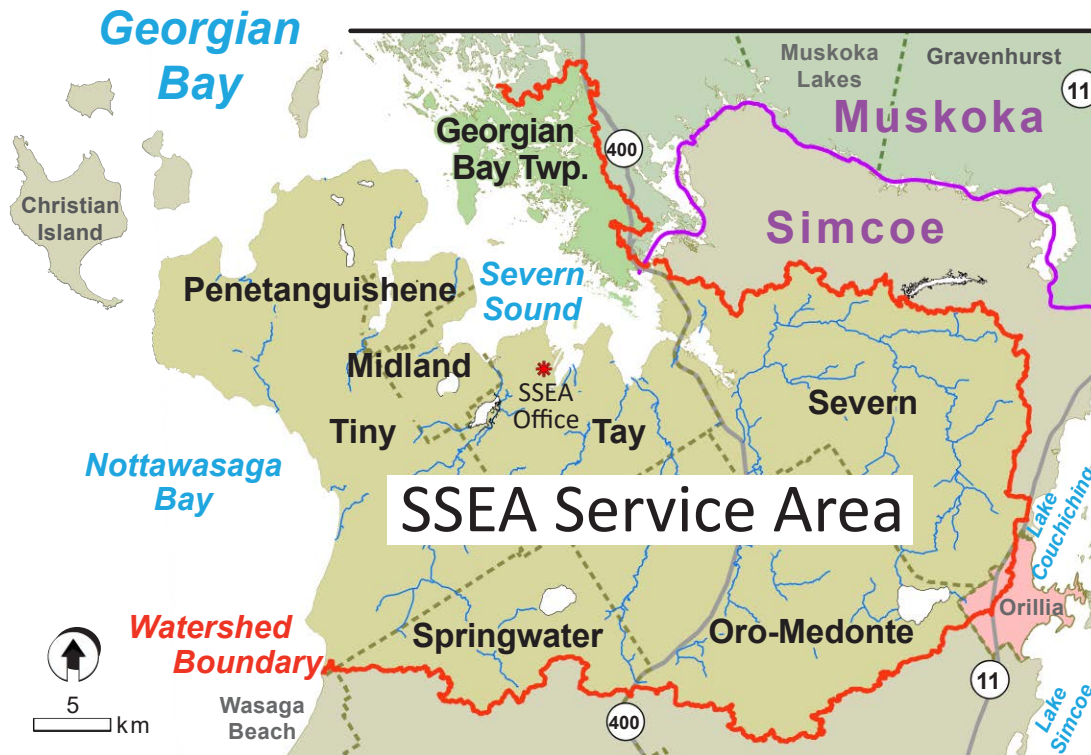 Georgian
Bay
Muskoka
Lakes
Gravenhurst
11
Muskoka
Georgian
Bay Twp.
400
Christian
Island
Simcoe
Severn
Sound
Penetanguishene
Midland
SSEA
Office
Severn
Tiny
Tay
Nottawasaga
Bay
SSEA Service Area
Lake
Couchiching
Orillia
Watershed
Boundary
Springwater
Oro-Medonte
11
5
km
Wasaga
Beach
400
Lake
Simcoe